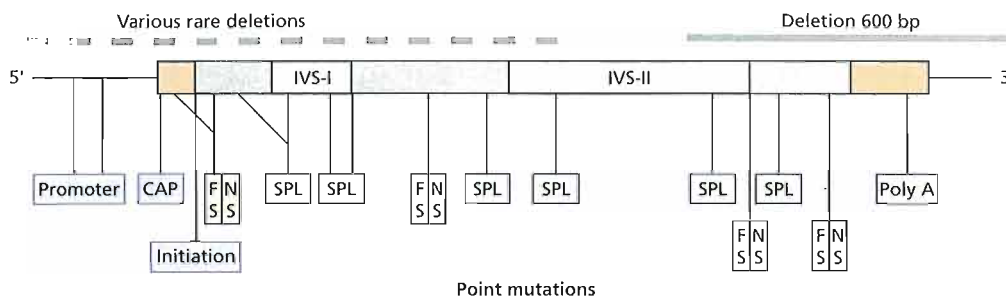 Various rare deletions
Deletion 600 bp
5'
IVS-I
IVS-II
3
Promoter
CAP
F N
S S
SPL
SPL
F N
S S
SPL
SPL
SPL
SPL
Poly A
Initiation
F N
S S
F N
S S
Point mutations